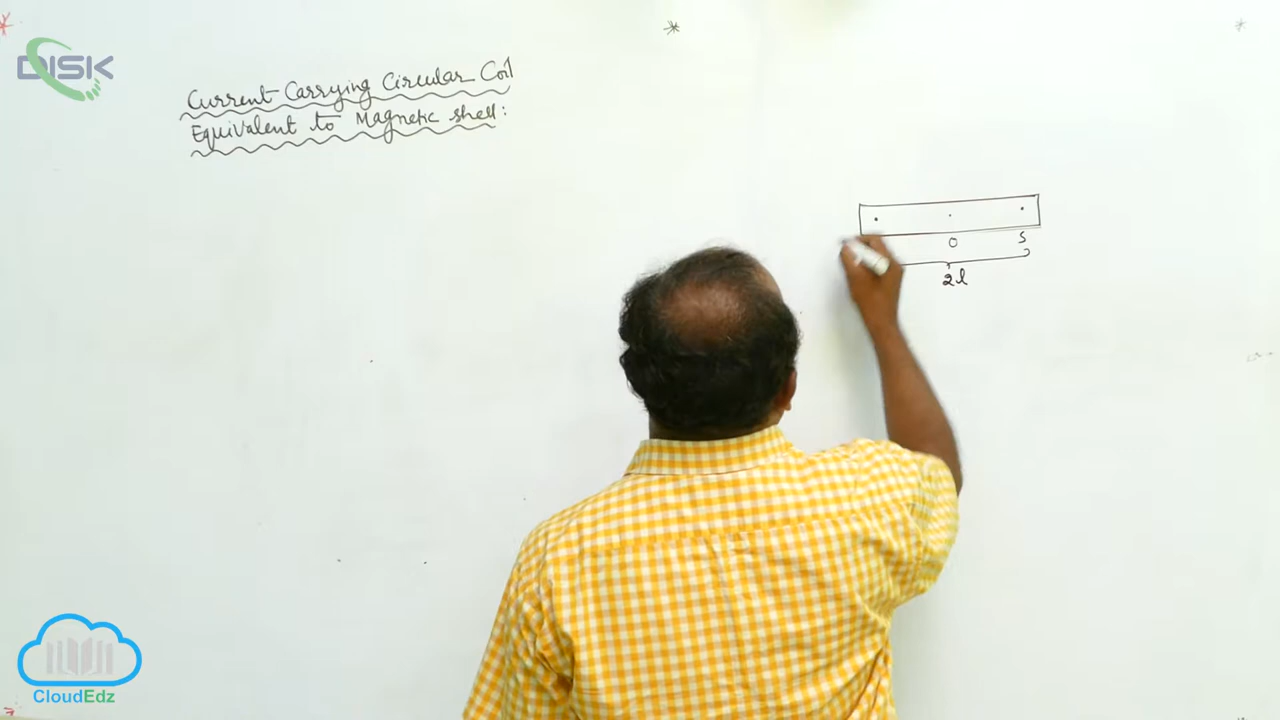 DISK
Current Carrying Circular Coil
Equivalent to Magnetic shell:
O S
2l
CloudEdz